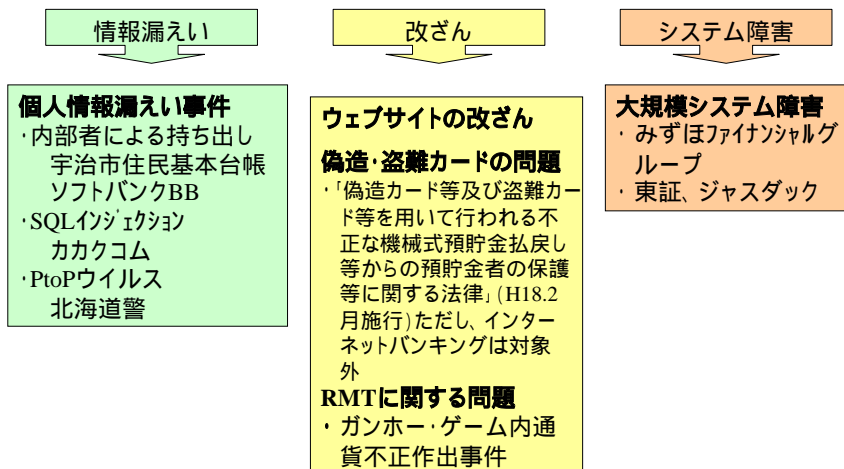 情報漏えい
改ざん
システム障害
個人情報漏えい事件
・内部者による持ち出し
宇治市住民基本台帳
ソフトバンクBB
・SQLインジェクション
カカクコム
・PtoPウイルス
北海道警
ウェブサイトの改ざん
偽造・盗難カードの問題
・「偽造カード等及び盗難カー
ド等を用いて行われる不
正な機械式預貯金払戻し
等からの預貯金者の保護
等に関する法律」(H18.2
月施行)ただし、インター
ネットバンキングは対象
外
RMTに関する問題
・ガンホー・ゲーム内通
貨不正作出事件
大規模システム障害
・みずほファイナンシャルグ
ループ
・東証、ジャスダック